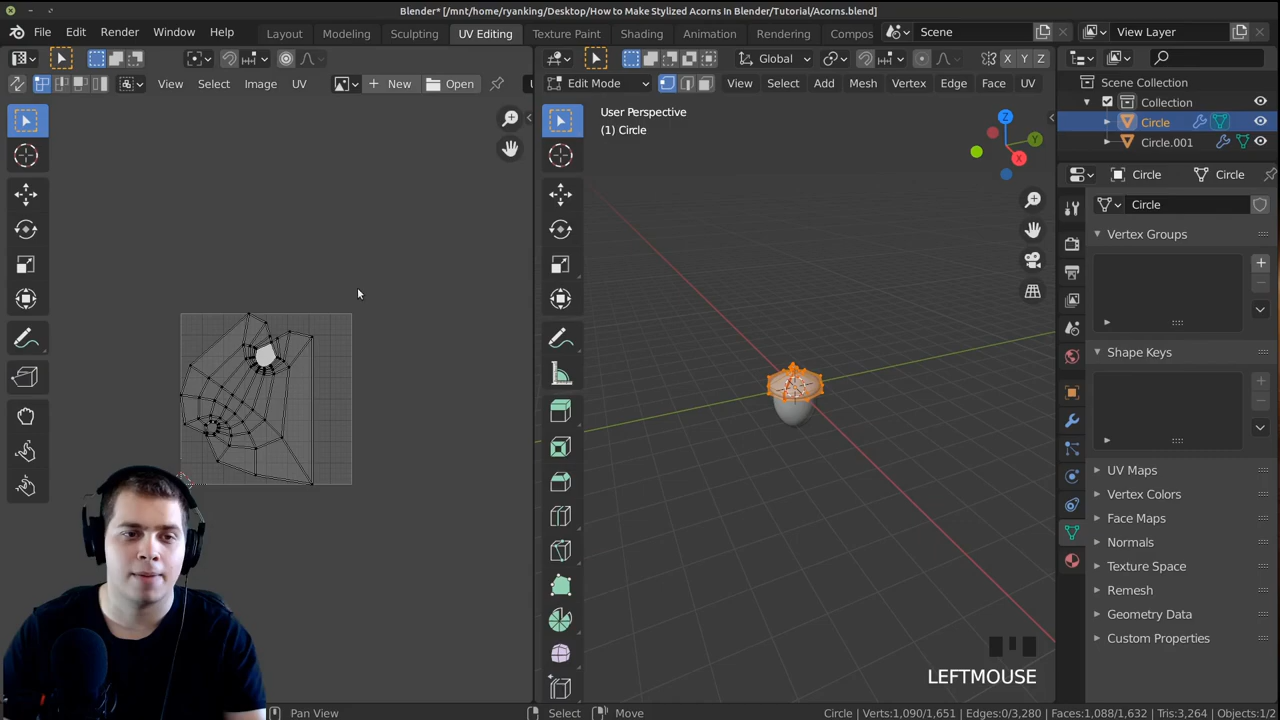 Blender* [/mnt/home/ryanking/Desktop/How to Make Stylized Acorns In Blender/Tutorial/Acorns.blend]
File Edit Render Window Help Layout Modeling Sculpting UV Editing Texture Paint Shading Animation Rendering Compos Scene View Layer
Global X Y Z
View Select Image UV New Open Edit Mode View Select Add Mesh Vertex Edge Face UV
Scene Collection
Collection
Circle
Circle.001
User Perspective
(1) Circle
Z
Y
X
Circle Circle
Circle
Vertex Groups
Shape Keys
UV Maps
Vertex Colors
Face Maps
Normals
Texture Space
Remesh
Geometry Data
Custom Properties
LEFTMOUSE
Pan View Select Move Circle | Verts:1,090/1,651 | Edges:0/3,280 | Faces:1,088/1,632 | Tris:3,264 | Objects:1/2